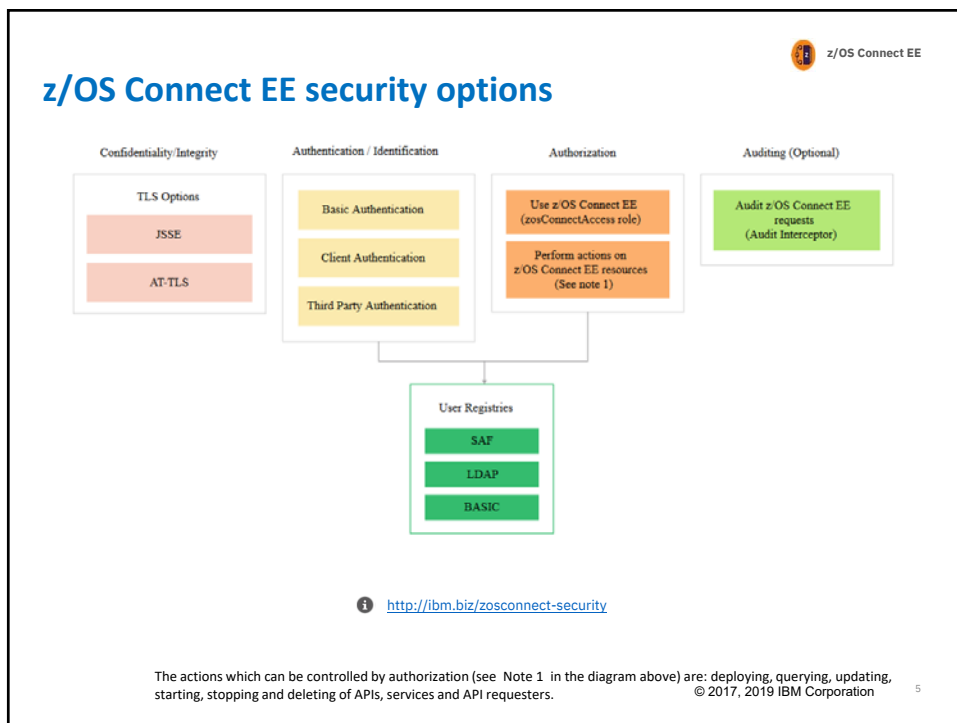 z/OS Connect EE
z/OS Connect EE security options
Confidentiality/Integrity
TLS Options
JSSE
AT-TLS
Authentication / Identification
Basic Authentication
Client Authentication
Third Party Authentication
Authorization
Use z/OS Connect EE
(zosConnectAccess role)
Perform actions on
z/OS Connect EE resources
(See note 1)
Auditing (Optional)
Audit z/OS Connect EE
requests
(Audit Interceptor)
User Registries
SAF
LDAP
BASIC
http://ibm.biz/zosconnect-security
The actions which can be controlled by authorization (see Note 1 in the diagram above) are: deploying, querying, updating,
starting, stopping and deleting of APIs, services and API requesters.
© 2017, 2019 IBM Corporation
5